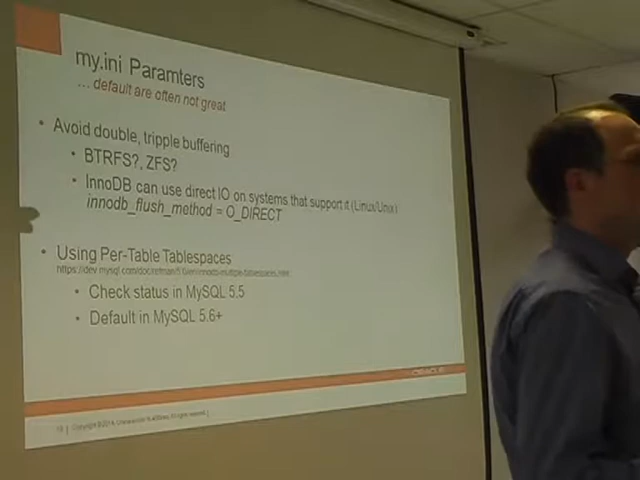 my.ini Paramters
... default are often not great
• Avoid double, tripple buffering
• BTRFS?, ZFS?
• InnoDB can use direct IO on systems that support it (Linux/Unix)
innodb_flush_method = O_DIRECT
• Using Per-Table Tablespaces
• Check status in MySQL 5.5
• Default in MySQL 5.6+
ORACLE